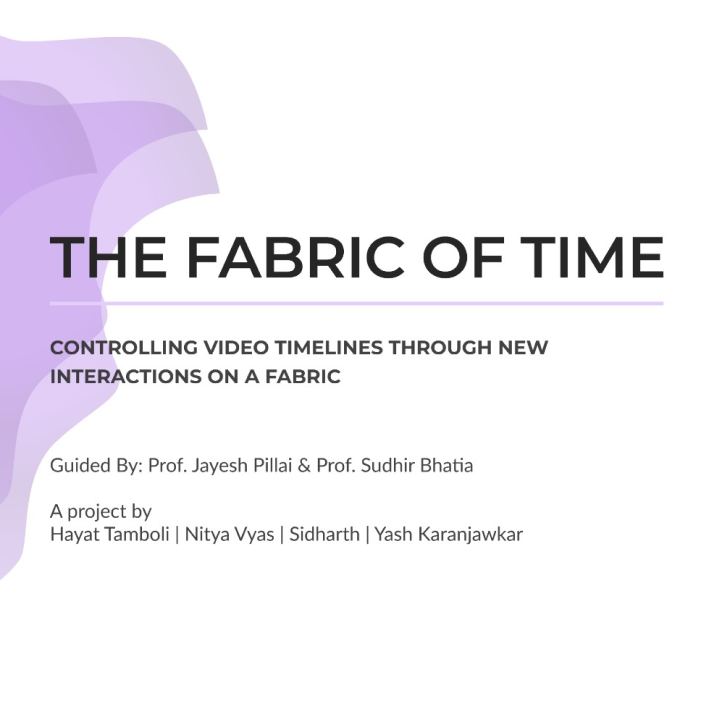 THE FABRIC OF TIME
CONTROLLING VIDEO TIMELINES THROUGH NEW
INTERACTIONS ON A FABRIC
Guided By: Prof. Jayesh Pillai & Prof. Sudhir Bhatia
A project by
Hayat Tamboli | Nitya Vyas | Sidharth | Yash Karanjawkar